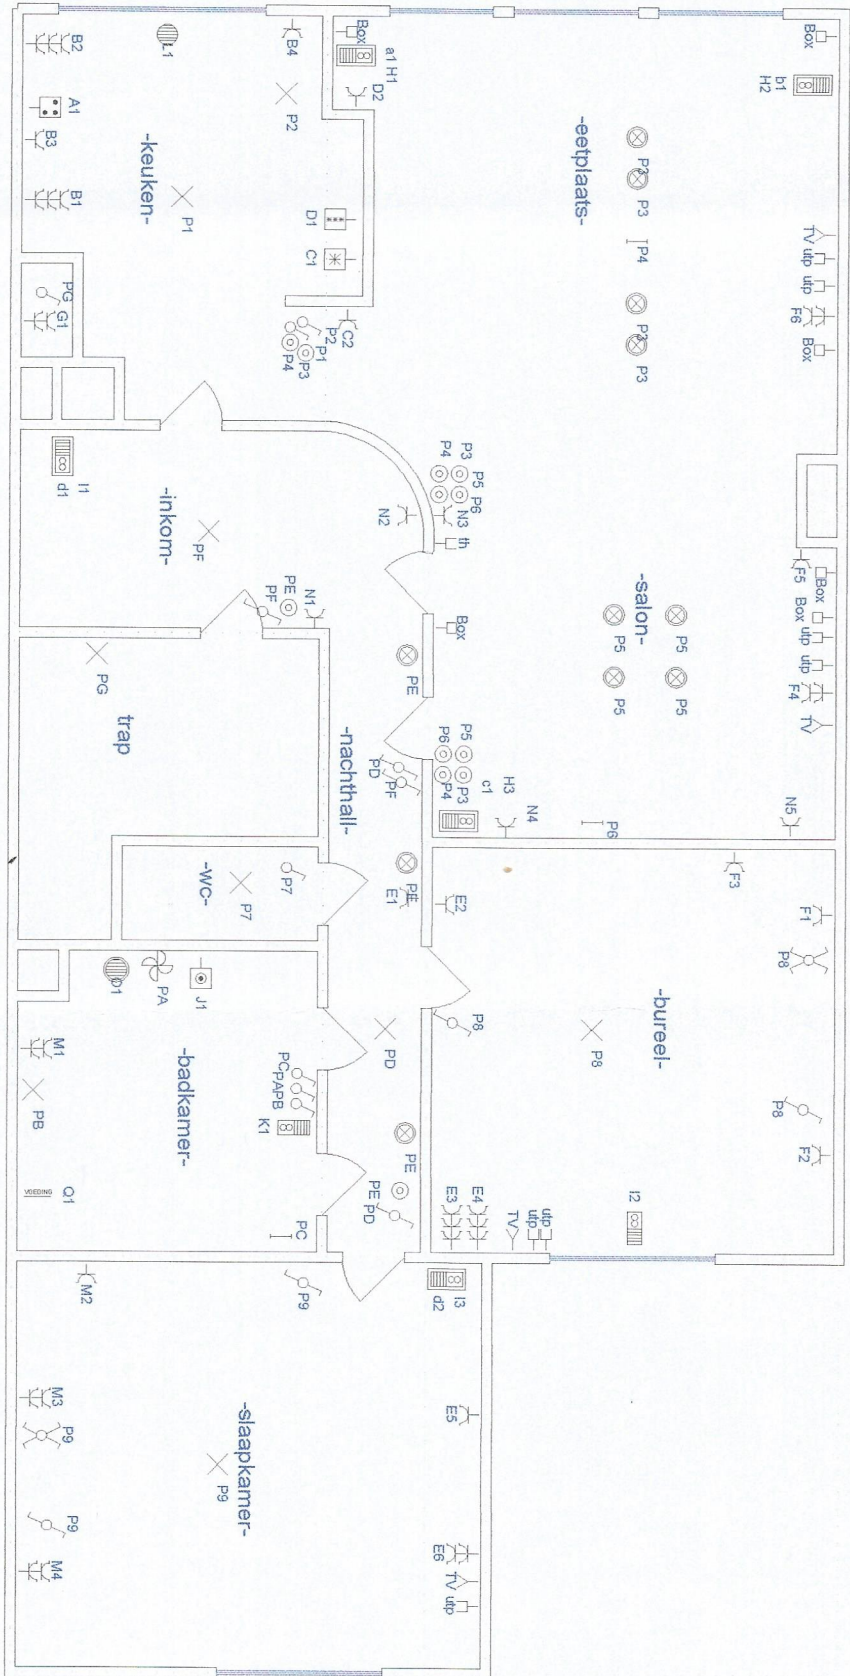 B2
L1
B4
Box
a1 H1
D2
Box
b1
H2
A1
B3
B1
-keuken-
P2
P1
D1
C1
-eetplaats-
P3
P3
P4
P3
P3
TV
utp
utp
F6
Box
PG
G1
C2
P2
P1
P3
P4
I1
d1
-inkom-
PF
N2
P3
P4
P5
P6
N3
th
PE
PF
N1
Box
-salon-
P5
P5
P5
P5
F5
Box
Box
utp
utp
F4
TV
PG
trap
-nachthall-
PE
PD
PF
P5
P6
P3
P4
c1
H3
N4
P6
N5
-WC-
P7
P7
PE
E1
E2
F3
F1
P8
-bureel-
P8
P8
P8
F2
I2
E3
E4
TV
utp
utp
O1
PA
J1
M1
PB
-badkamer-
PC
PA
PB
K1
PD
PE
PE
PD
VOEDING
Q1
PC
M2
P9
I3
d2
M3
P9
-slaapkamer-
P9
P9
M4
E5
E6
TV
utp